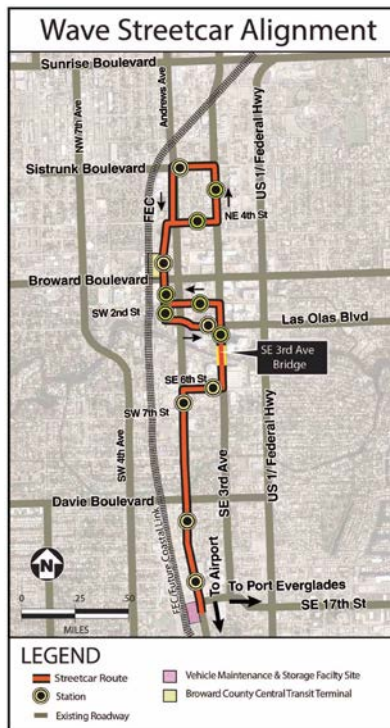 Wave Streetcar Alignment
Sunrise Boulevard
NW 7th Ave
Andrews Ave
US 1/ Federal Hwy
Sistrunk Boulevard
FEC
NE 4th St
Broward Boulevard
SW 2nd St
Las Olas Blvd
SE 3rd Ave
Bridge
SE 6th St
SW 7th St
SW 4th Ave
SE 3rd Ave
US 1/ Federal Hwy
Davie Boulevard
FEC/Future Coastal Link
To Airport
To Port Everglades
SE 17th St
N
0 .25 .50
MILES
LEGEND
Streetcar Route
Station
Existing Roadway
Vehicle Maintenance & Storage Facilty Site
Broward County Central Transit Terminal